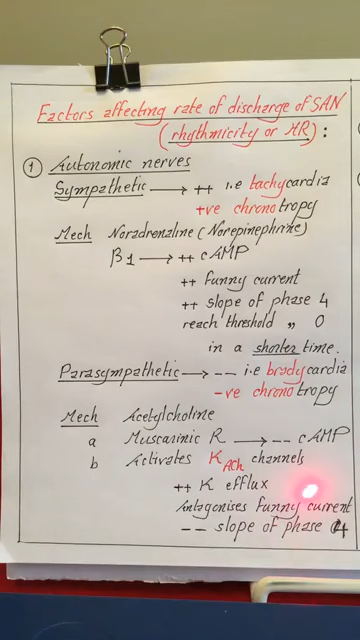 Factors affecting rate of discharge of SAN
(rhythmicity or HR):
① Autonomic nerves
Sympathetic → ++ i.e tachycardia
+ve chronotropy
Mech Noradrenaline (Norepinephrine)
β1 → ++ cAMP
++ funny current
++ slope of phase 4
reach threshold „ 0
in a shorter time.
Parasympathetic → -- i.e bradycardia
-ve chronotropy
Mech Acetylcholine
a Muscarinic R → -- cAMP
b Activates K ACh channels
++ K efflux
Antagonises funny current
-- slope of phase 4